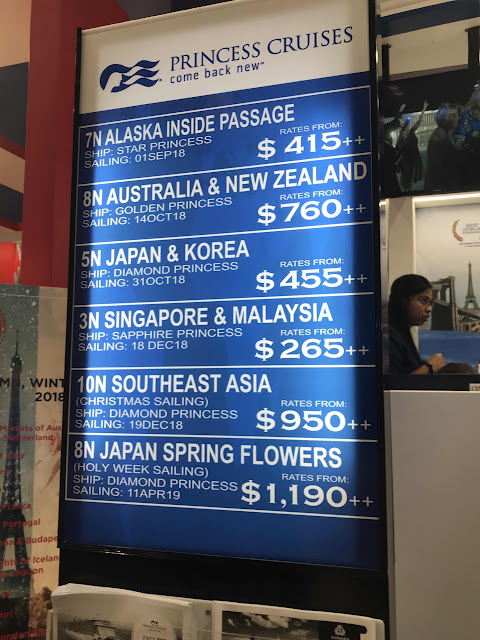 PRINCESS CRUISES
come back new℠
7N ALASKA INSIDE PASSAGE
SHIP: STAR PRINCESS
SAILING: 01SEP18
RATES FROM:
$ 415++
8N AUSTRALIA & NEW ZEALAND
SHIP: GOLDEN PRINCESS
SAILING: 14OCT18
RATES FROM:
$760++
5N JAPAN & KOREA
SHIP: DIAMOND PRINCESS
SAILING: 31OCT18
RATES FROM:
$455++
3N SINGAPORE & MALAYSIA
SHIP: SAPPHIRE PRINCESS
SAILING: 18 DEC18
RATES FROM:
$ 265++
10N SOUTHEAST ASIA
(CHRISTMAS SAILING)
SHIP: DIAMOND PRINCESS
SAILING: 19DEC18
RATES FROM:
$950++
8N JAPAN SPRING FLOWERS
(HOLY WEEK SAILING)
SHIP: DIAMOND PRINCESS
SAILING: 11APR19
RATES FROM:
$1,190++
WINT
2018
Portugal